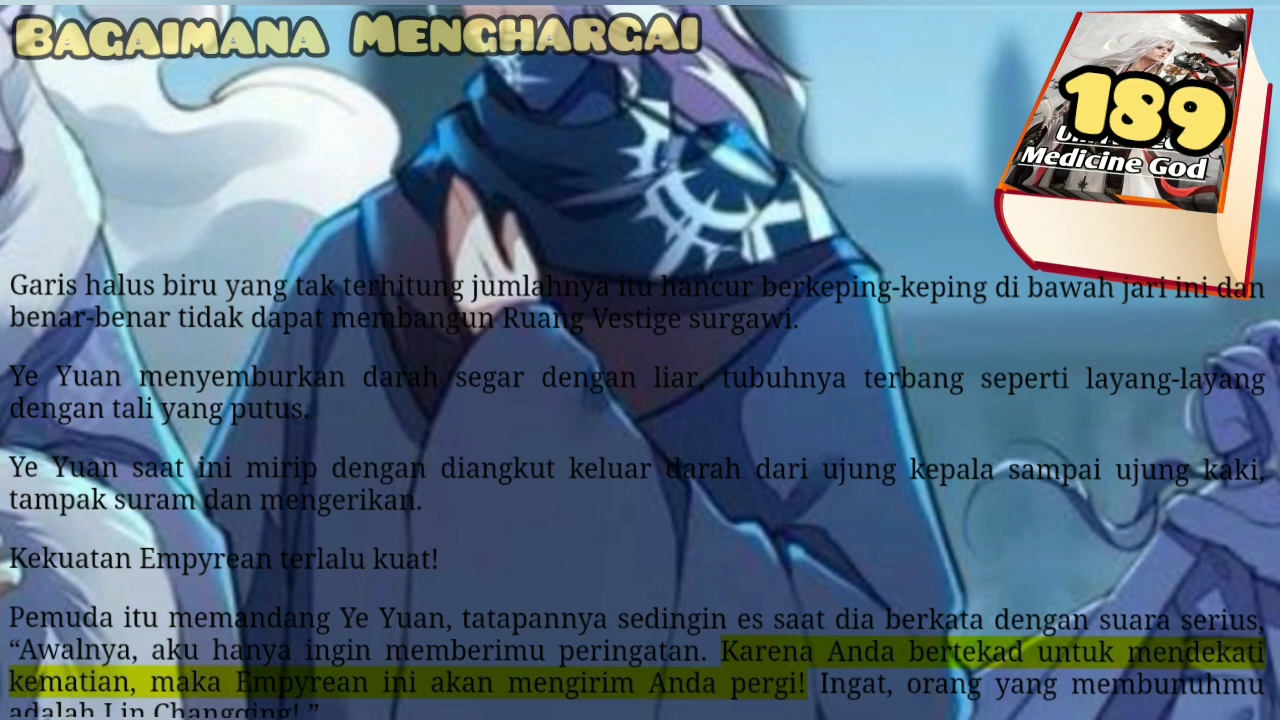 Bagaimana Menghargai
189
Medicine God
Garis halus biru yang tak terhitung jumlahnya itu hancur berkeping-keping di bawah jari ini dan
benar-benar tidak dapat membangun Ruang Vestige surgawi.
Ye Yuan menyemburkan darah segar dengan liar, tubuhnya terbang seperti layang-layang
dengan tali yang putus.
Ye Yuan saat ini mirip dengan diangkut keluar darah dari ujung kepala sampai ujung kaki,
tampak suram dan mengerikan.
Kekuatan Empyrean terlalu kuat!
Pemuda itu memandang Ye Yuan, tatapannya sedingin es saat dia berkata dengan suara serius,
“Awalnya, aku hanya ingin memberimu peringatan. Karena Anda bertekad untuk mendekati
kematian, maka Empyrean ini akan mengirim Anda pergi! Ingat, orang yang membunuhmu
adalah Lin Changqing! ”